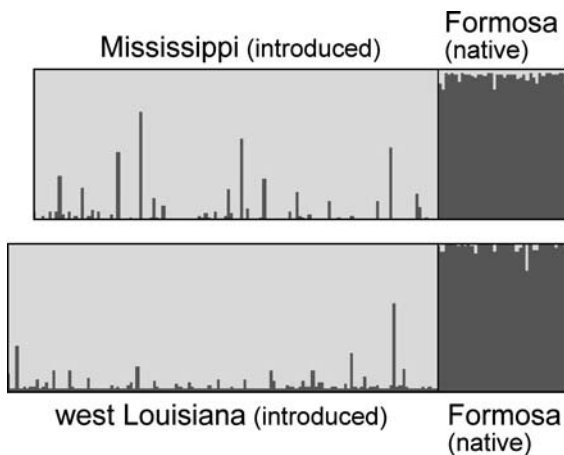 Formosa
Mississippi (introduced) (native)
west Louisiana (introduced) Formosa
(native)